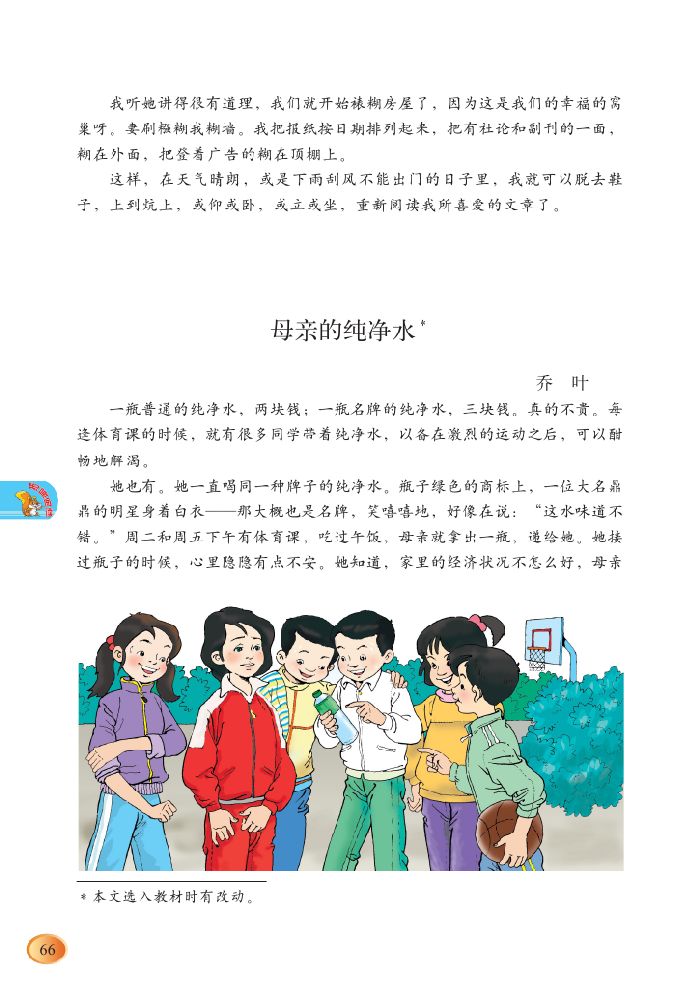 我听她讲得很有道理，我们就开始裱糊房屋了，因为这是我们的幸福的窝
巢呀。妻刷糨糊我糊墙。我把报纸按日期排列起来，把有社论和副刊的一面，
糊在外面，把登着广告的糊在顶棚上。
这样，在天气晴朗，或是下雨刮风不能出门的日子里，我就可以脱去鞋
子，上到炕上，或仰或卧，或立或坐，重新阅读我所喜爱的文章了。
母亲的纯净水*
乔 叶
一瓶普通的纯净水，两块钱；一瓶名牌的纯净水，三块钱。真的不贵。每
逢体育课的时候，就有很多同学带着纯净水，以备在激烈的运动之后，可以酣
畅地解渴。
她也有。她一直喝同一种牌子的纯净水。瓶子绿色的商标上，一位大名鼎
鼎的明星身着白衣——那大概也是名牌，笑嘻嘻地，好像在说：“这水味道不
错。”周二和周五下午有体育课。吃过午饭，母亲就拿出一瓶，递给她。她接
过瓶子的时候，心里隐隐有点不安。她知道，家里的经济状况不怎么好，母亲
* 本文选入教材时有改动。
66